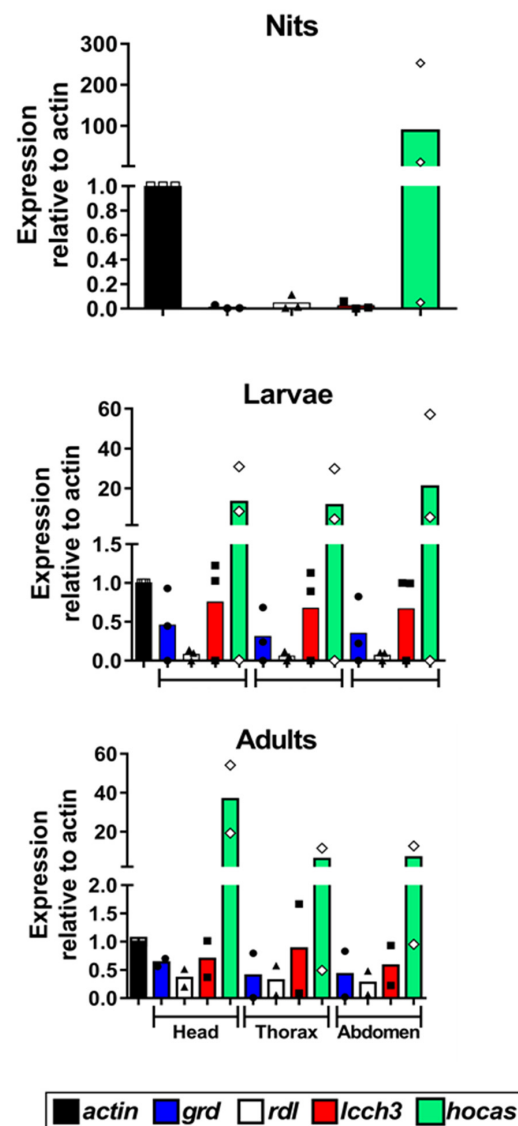 Nits
Expression
relative to actin
300
200
100
1.0
0.8
0.6
0.4
0.2
0.0
Larvae
Expression
relative to actin
60
40
20
1.5
1.0
0.5
0.0
Adults
Expression
relative to actin
60
40
20
2.0
1.5
1.0
0.5
0.0
Head Thorax Abdomen
actin grd rdl lcch3 hocas